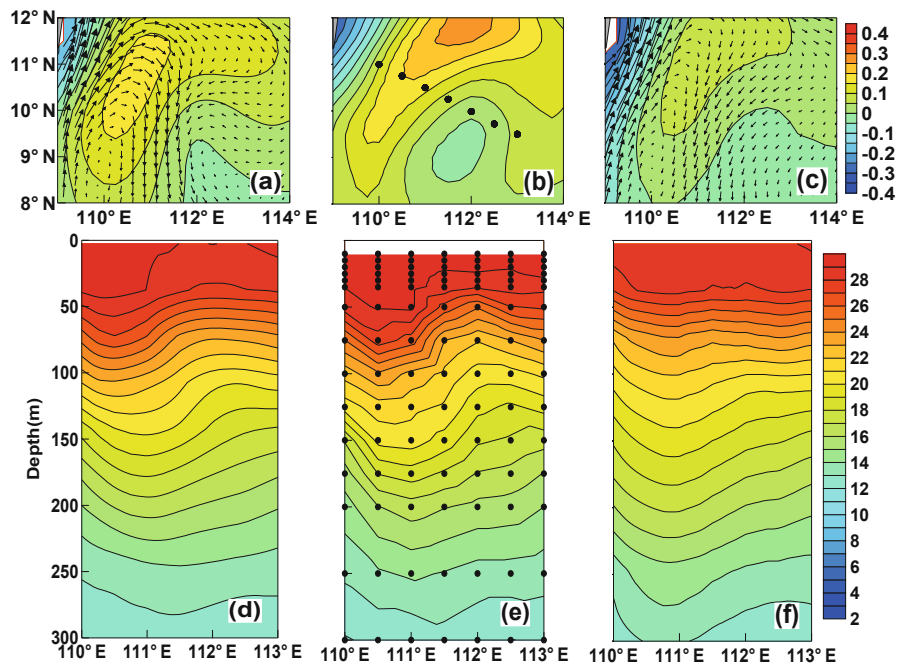 12° N
11° N
10° N
9° N
8° N
(a)
110° E
112° E
114° E
(b)
110° E
112° E
114° E
(c)
110° E
112° E
114° E
0.4
0.3
0.2
0.1
0
-0.1
-0.2
-0.3
-0.4
Depth(m)
0
50
100
150
200
250
300
(d)
110° E
111° E
112° E
113° E
(e)
110° E
111° E
112° E
113° E
(f)
110° E
111° E
112° E
113° E
28
26
24
22
20
18
16
14
12
10
8
6
4
2